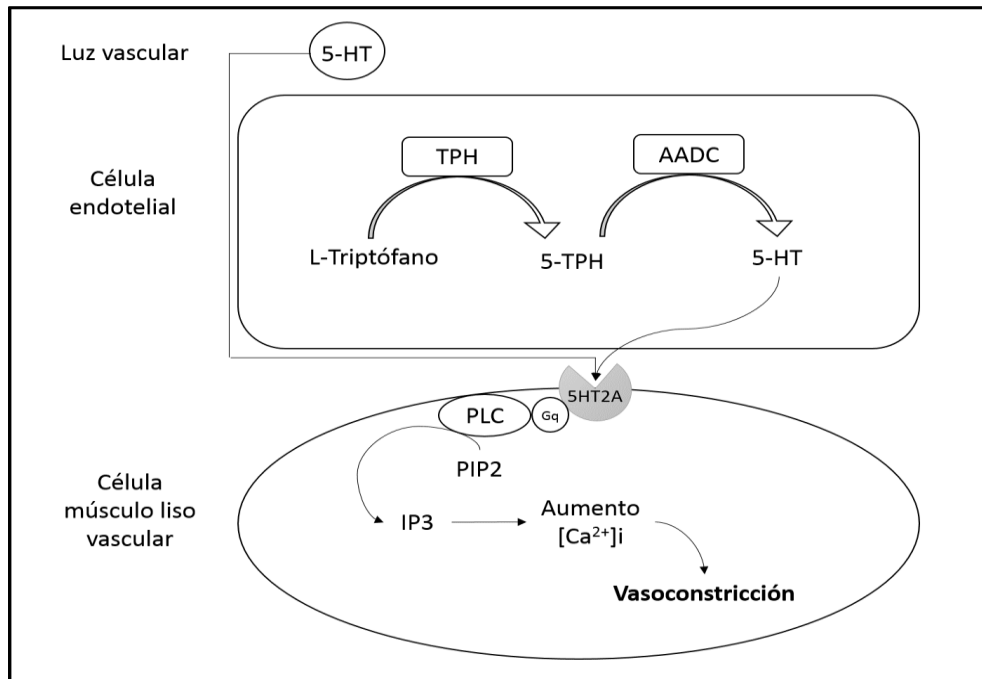 Luz vascular
5-HT
TPH
AADC
Célula
endotelial
L-Triptófano
5-TPH
5-HT
5HT2A
PLC
Gq
PIP2
Célula
músculo liso
vascular
IP3
Aumento
[Ca²⁺]i
Vasoconstricción